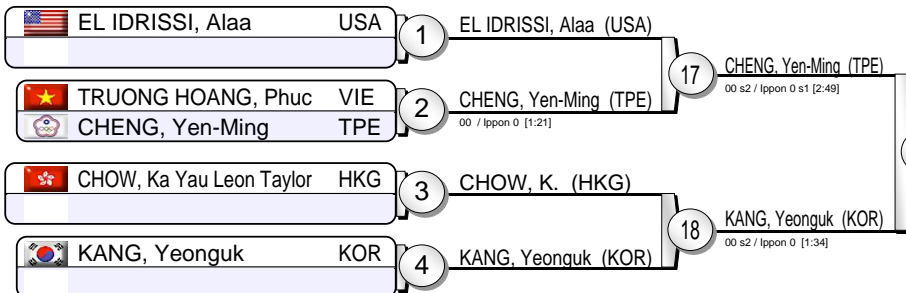 EL IDRISSI, Alaa USA
1
EL IDRISSI, Alaa (USA)
17
CHENG, Yen-Ming (TPE)
00 s2 / Ippon 0 s1 [2:49]
TRUONG HOANG, Phuc VIE
CHENG, Yen-Ming TPE
2
CHENG, Yen-Ming (TPE)
00 / Ippon 0 [1:21]
CHOW, Ka Yau Leon Taylor HKG
3
CHOW, K. (HKG)
18
KANG, Yeonguk (KOR)
00 s2 / Ippon 0 [1:34]
KANG, Yeonguk KOR
4
KANG, Yeonguk (KOR)